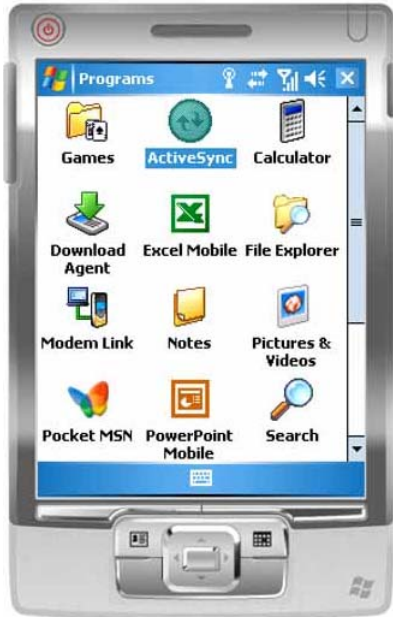 Programs
Games
ActiveSync
Calculator
Download
Agent
Excel Mobile
File Explorer
Modem Link
Notes
Pictures &
Videos
Pocket MSN
PowerPoint
Mobile
Search